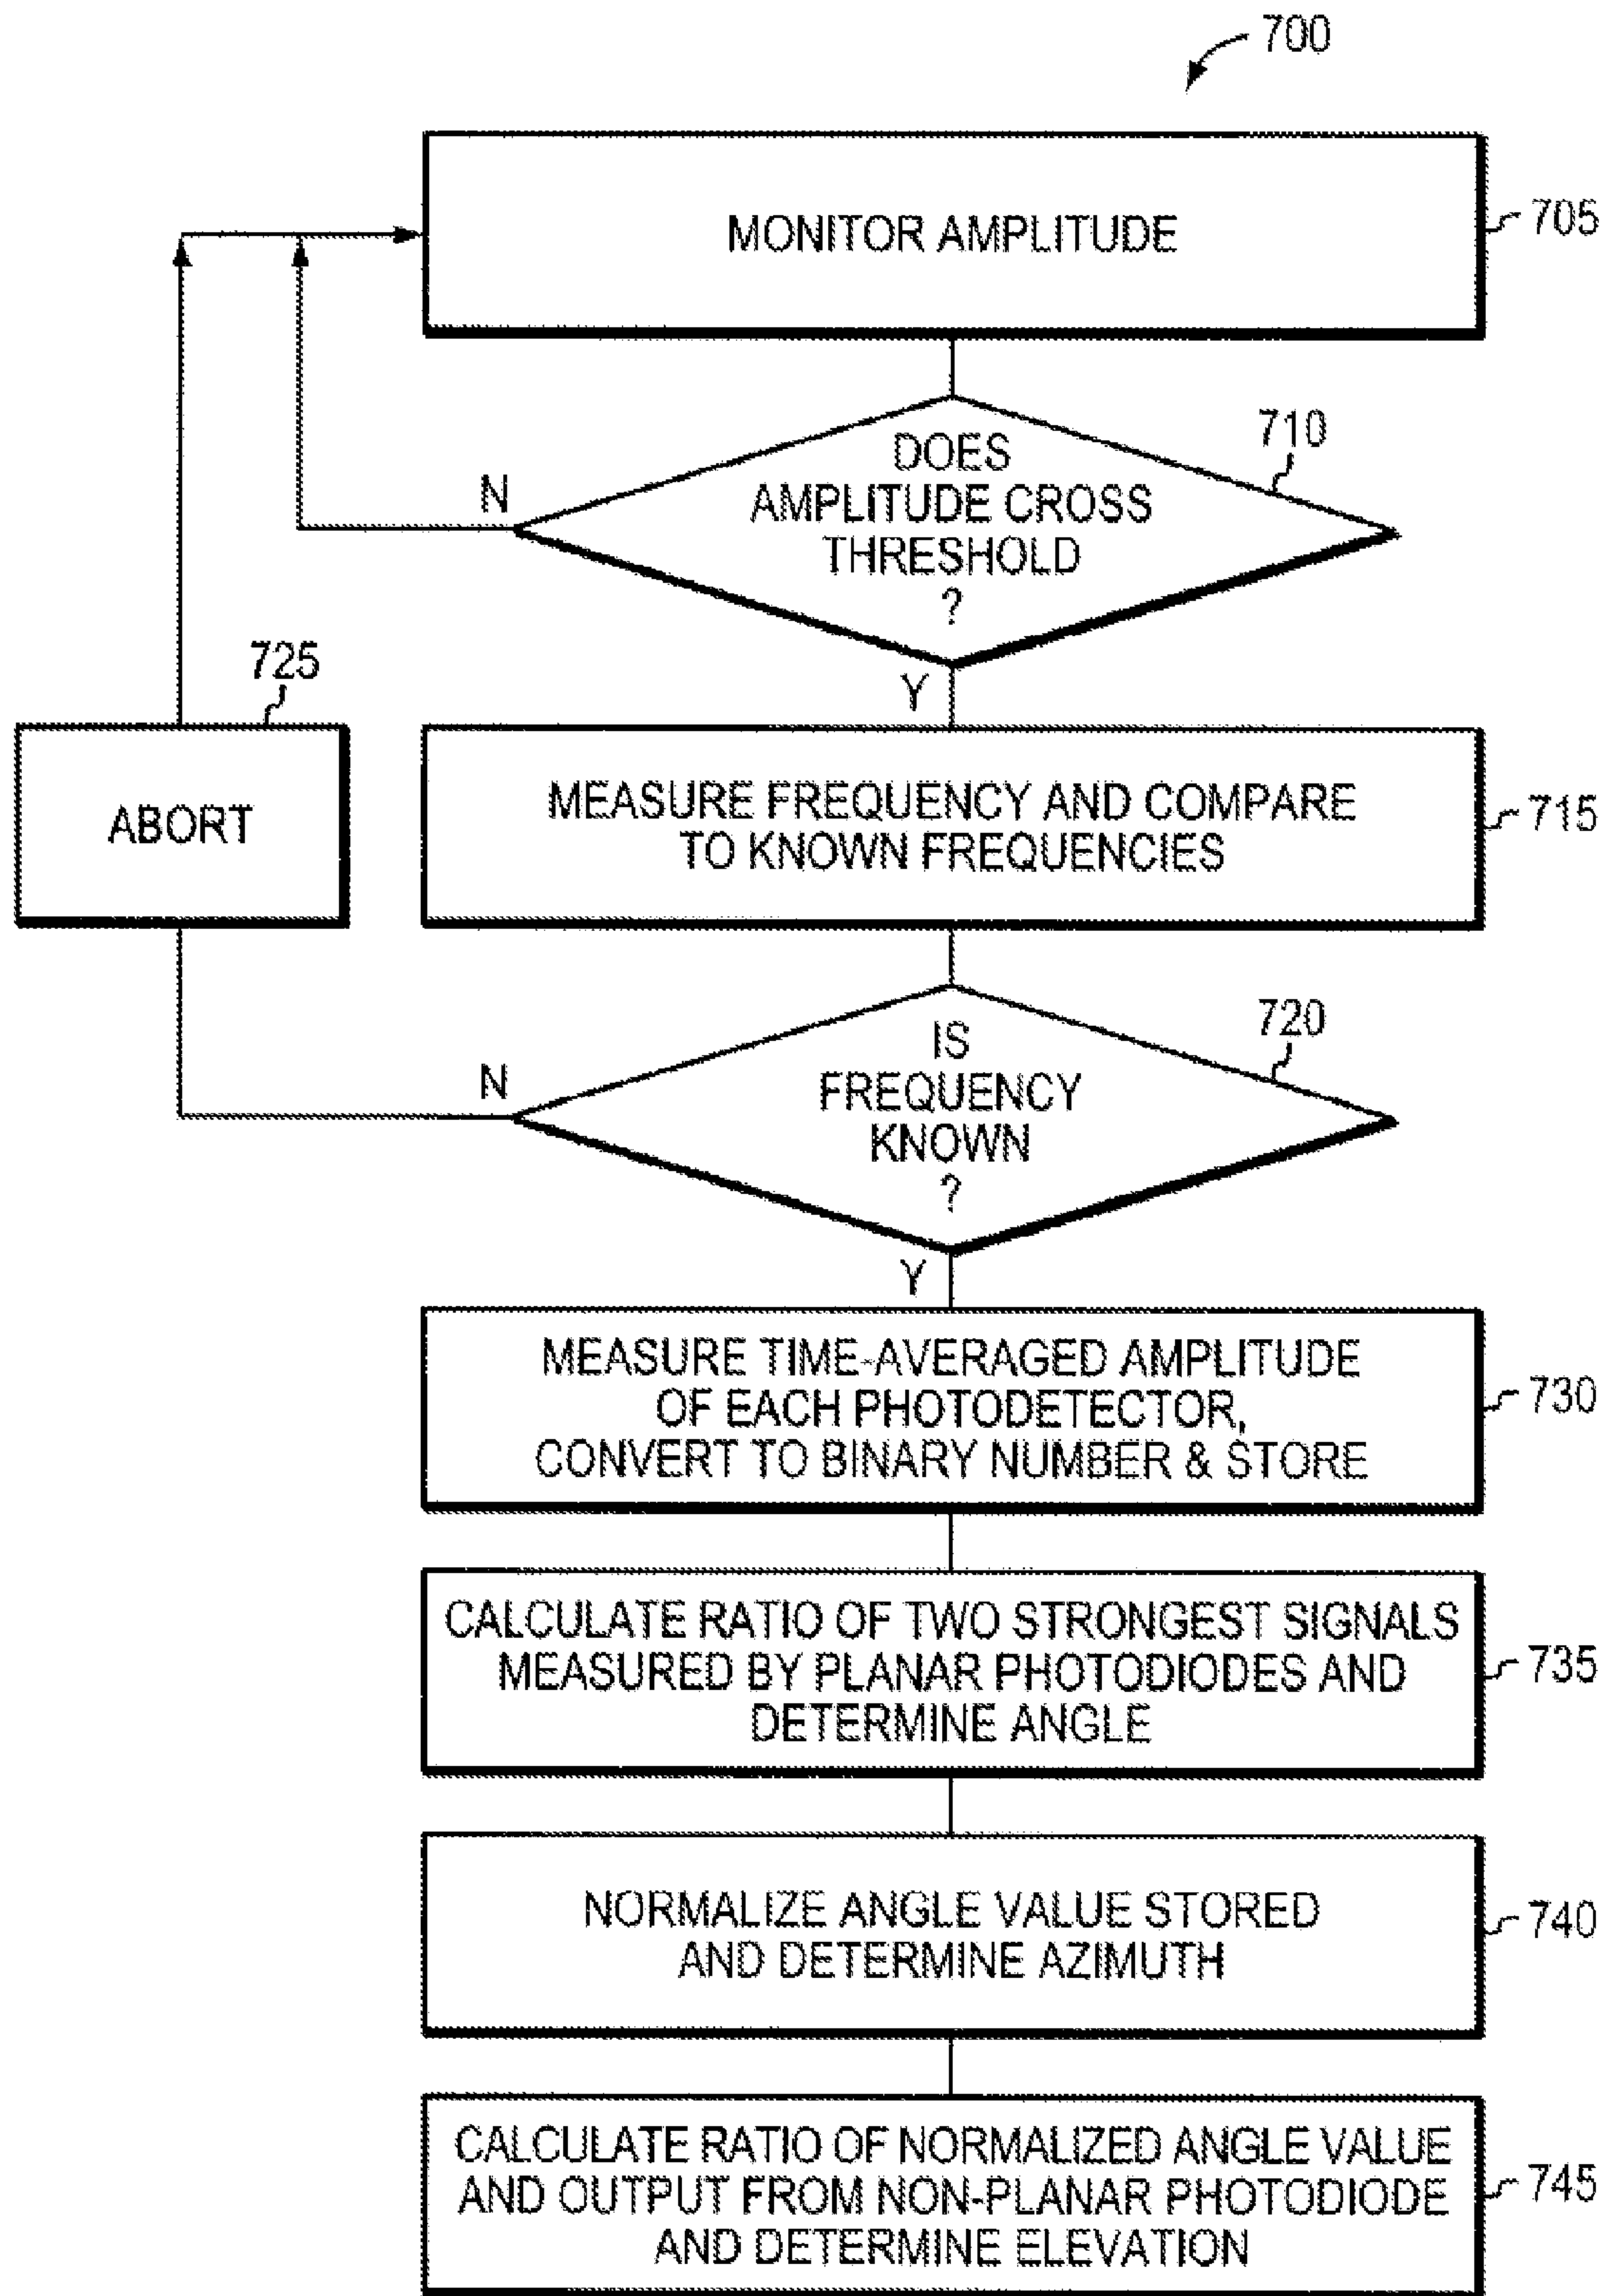 700
MONITOR AMPLITUDE
705
DOES
AMPLITUDE CROSS
THRESHOLD
?
710
N
Y
725
ABORT
MEASURE FREQUENCY AND COMPARE
TO KNOWN FREQUENCIES
715
IS
FREQUENCY
KNOWN
?
720
N
Y
MEASURE TIME-AVERAGED AMPLITUDE
OF EACH PHOTODETECTOR,
CONVERT TO BINARY NUMBER & STORE
730
CALCULATE RATIO OF TWO STRONGEST SIGNALS
MEASURED BY PLANAR PHOTODIODES AND
DETERMINE ANGLE
735
NORMALIZE ANGLE VALUE STORED
AND DETERMINE AZIMUTH
740
CALCULATE RATIO OF NORMALIZED ANGLE VALUE
AND OUTPUT FROM NON-PLANAR PHOTODIODE
AND DETERMINE ELEVATION
745